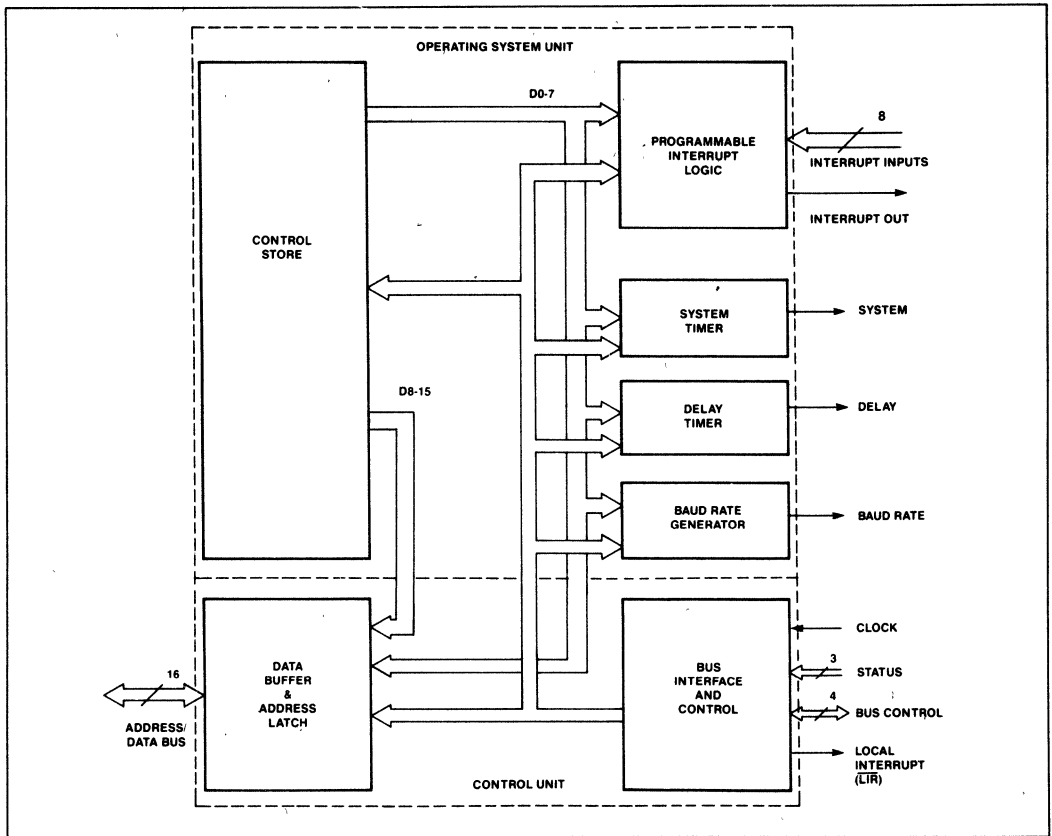 OPERATING SYSTEM UNIT
D0-7
8
PROGRAMMABLE
INTERRUPT
LOGIC
INTERRUPT INPUTS
INTERRUPT OUT
CONTROL
STORE
SYSTEM
TIMER
SYSTEM
D8-15
DELAY
TIMER
DELAY
BAUD RATE
GENERATOR
BAUD RATE
16
ADDRESS/
DATA BUS
DATA
BUFFER
&
ADDRESS
LATCH
BUS
INTERFACE
AND
CONTROL
CLOCK
3
STATUS
4
BUS CONTROL
LOCAL
INTERRUPT
(LIR)
CONTROL UNIT